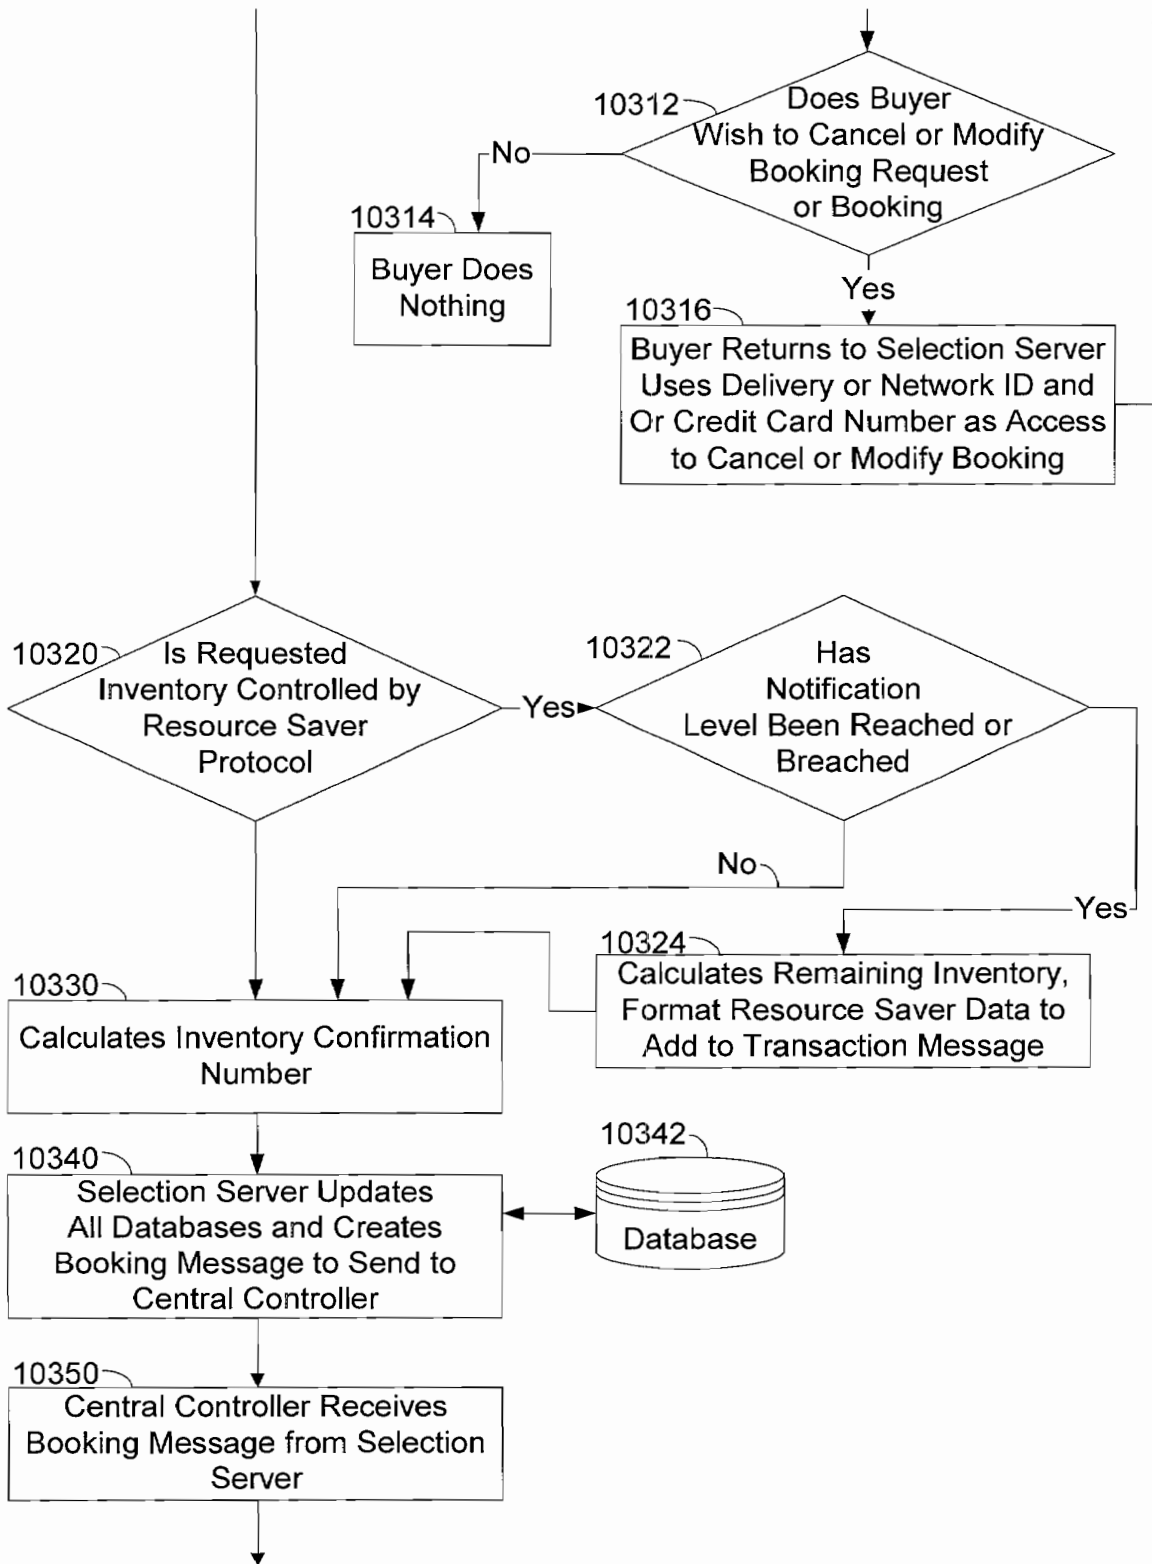 10312
Does Buyer
Wish to Cancel or Modify
Booking Request
or Booking
No
10314
Buyer Does
Nothing
Yes
10316
Buyer Returns to Selection Server
Uses Delivery or Network ID and
Or Credit Card Number as Access
to Cancel or Modify Booking
10320
Is Requested
Inventory Controlled by
Resource Saver
Protocol
Yes
10322
Has
Notification
Level Been Reached or
Breached
No
Yes
10324
Calculates Remaining Inventory,
Format Resource Saver Data to
Add to Transaction Message
10330
Calculates Inventory Confirmation
Number
10340
Selection Server Updates
All Databases and Creates
Booking Message to Send to
Central Controller
10342
Database
10350
Central Controller Receives
Booking Message from Selection
Server